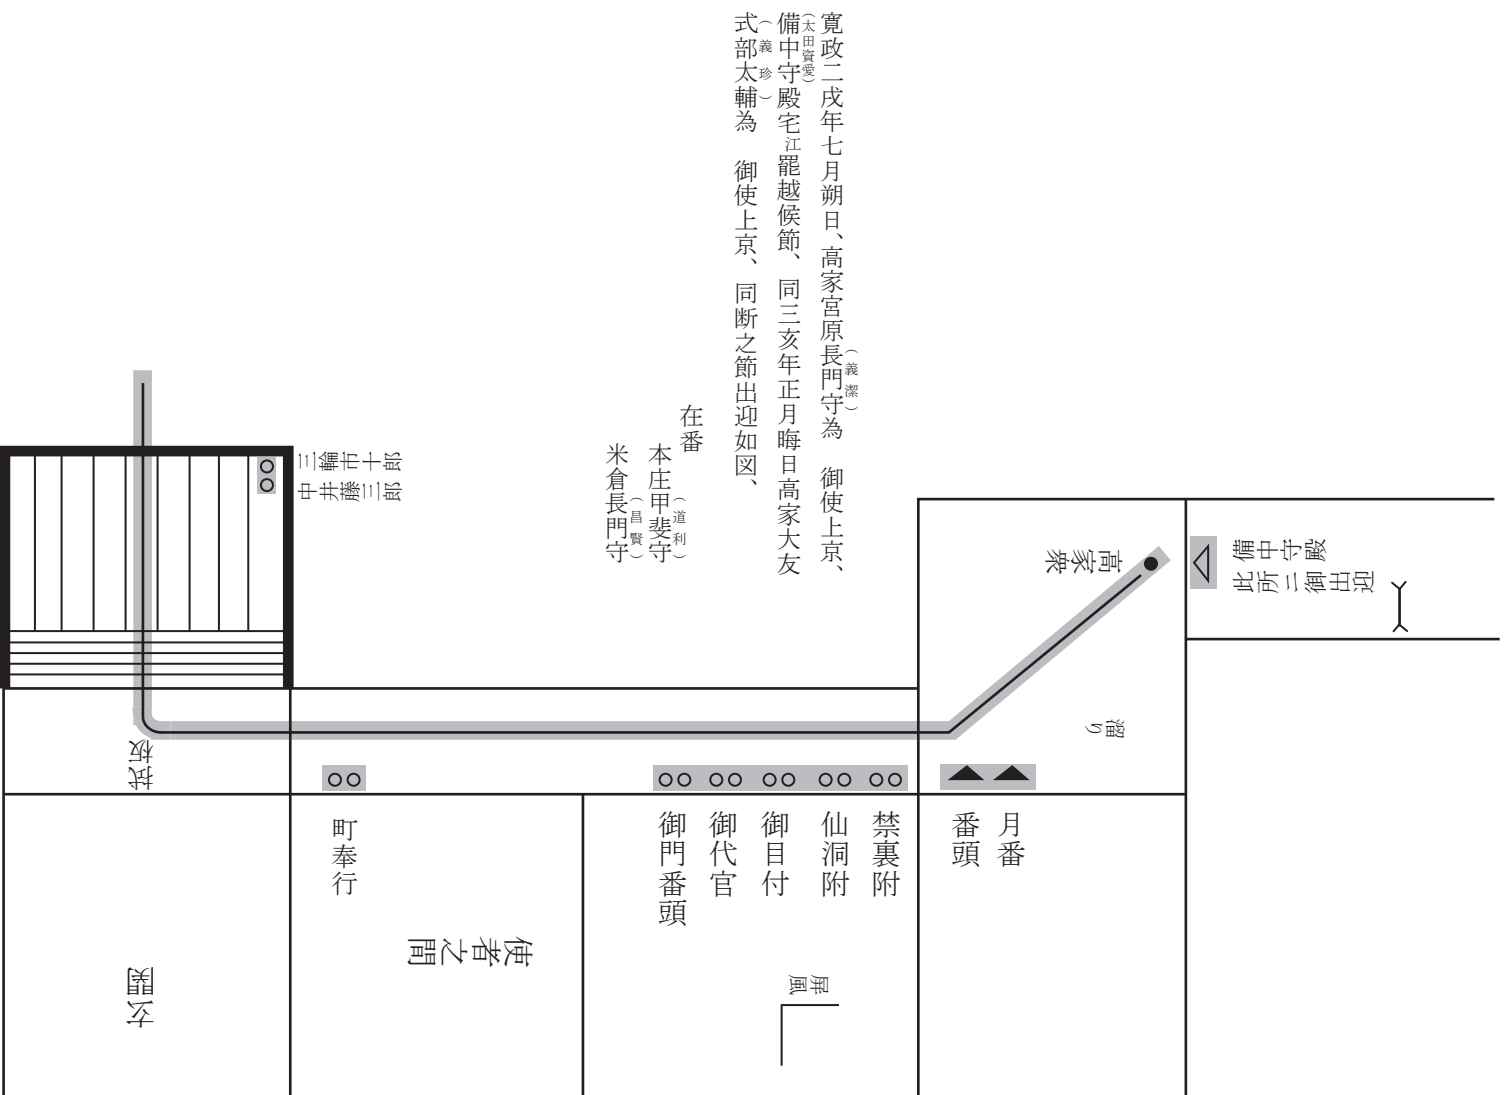 寛政二戌年七月朔日、高家宮原長門守（義潔）為　御使上京、
備中守（太田資愛）殿宅江罷越候節、同三亥年正月晦日高家大友
式部太輔（義珍）為　御使上京、同断之節出迎如図、
在番
本庄甲斐守（道利）
米倉長門守（昌賢）
備中守殿
此所ニ御出迎
高家衆
溜り
三輪市十郎
中井藤三郎
拭板
月番
番頭
禁裏附
仙洞附
御目付
御代官
御門番頭
町奉行
使者之間
屏風
玄関